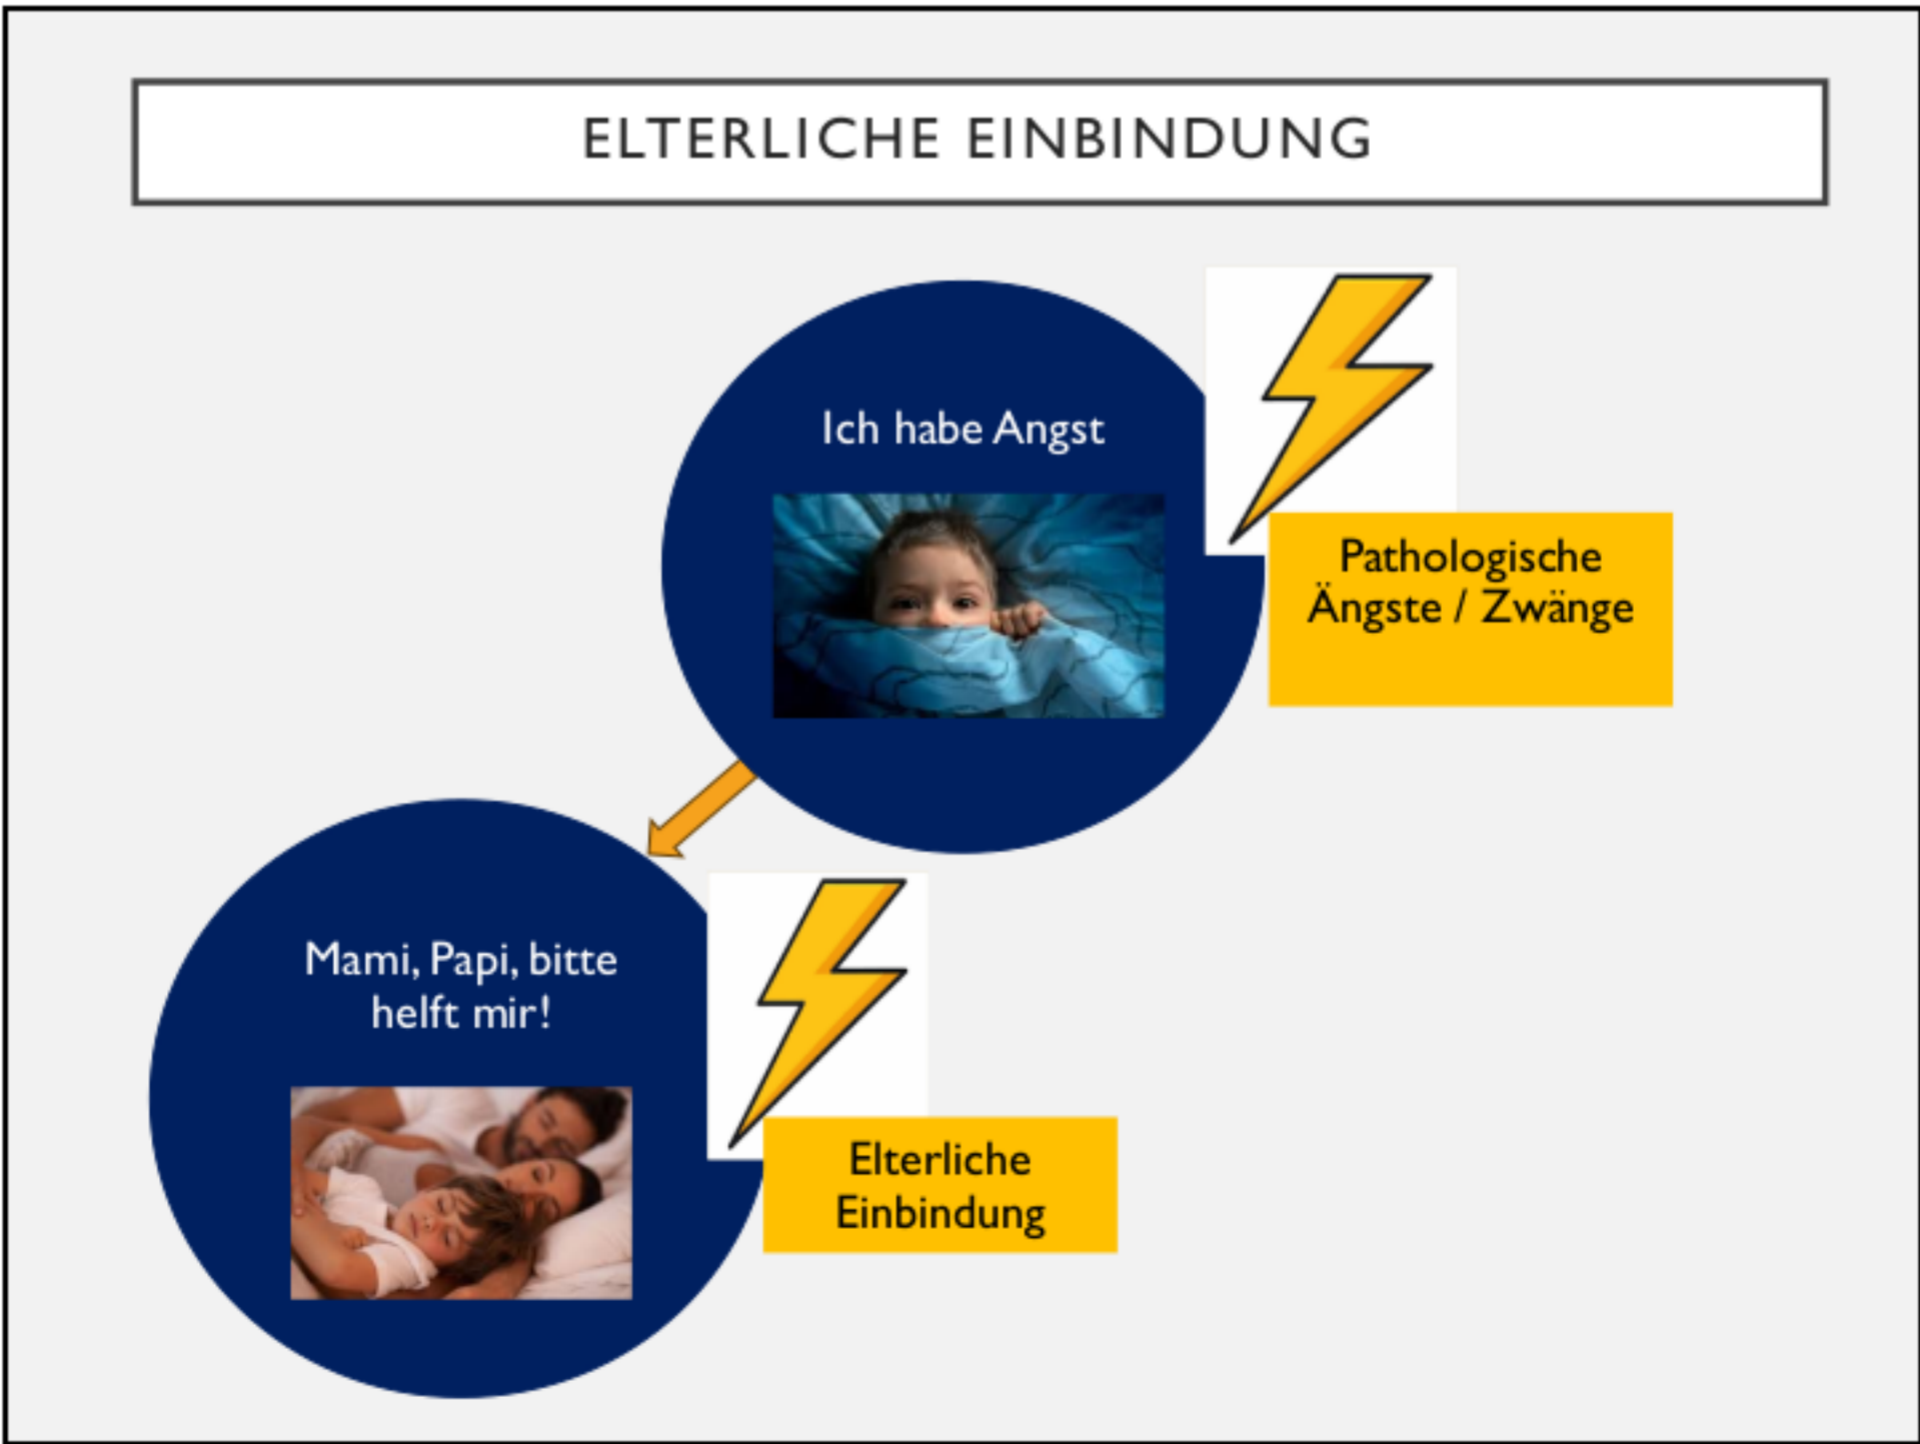 ELTERLICHE EINBINDUNG
Ich habe Angst
Pathologische
Ängste / Zwänge
Mami, Papi, bitte
helft mir!
Elterliche
Einbindung